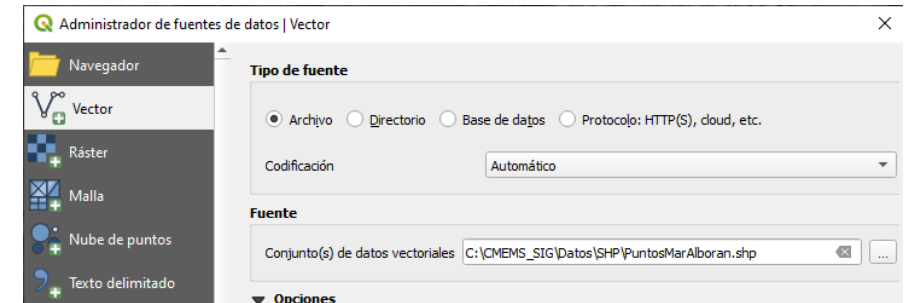 Administrador de fuentes de datos | Vector
Navegador
Vector
Ráster
Malla
Nube de puntos
Texto delimitado
Tipo de fuente
Archivo Directorio Base de datos Protocolo: HTTP(S), cloud, etc.
Codificación Automático
Fuente
Conjunto(s) de datos vectoriales C:\CMEMS_SIG\Datos\SHP\PuntosMarAlboran.shp ...
Opciones